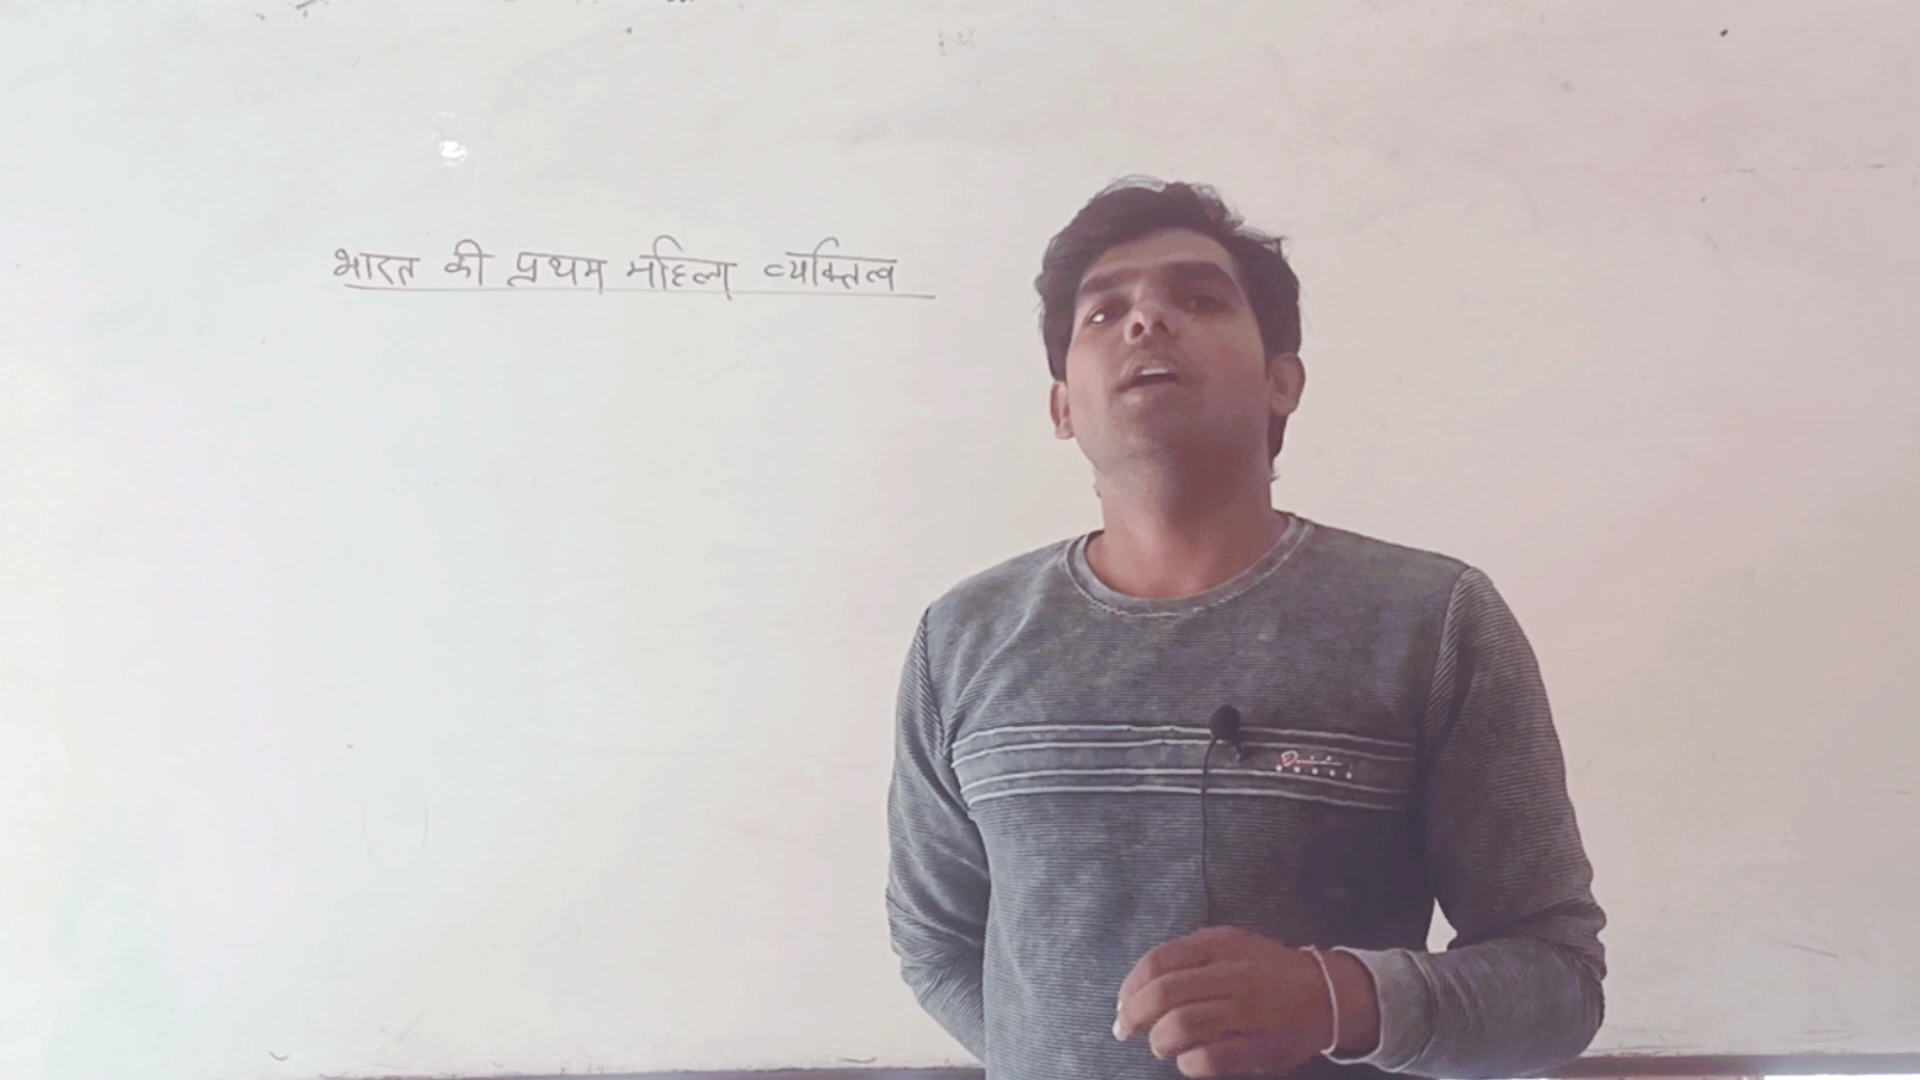 भारत की प्रथम महिला व्यक्तित्व